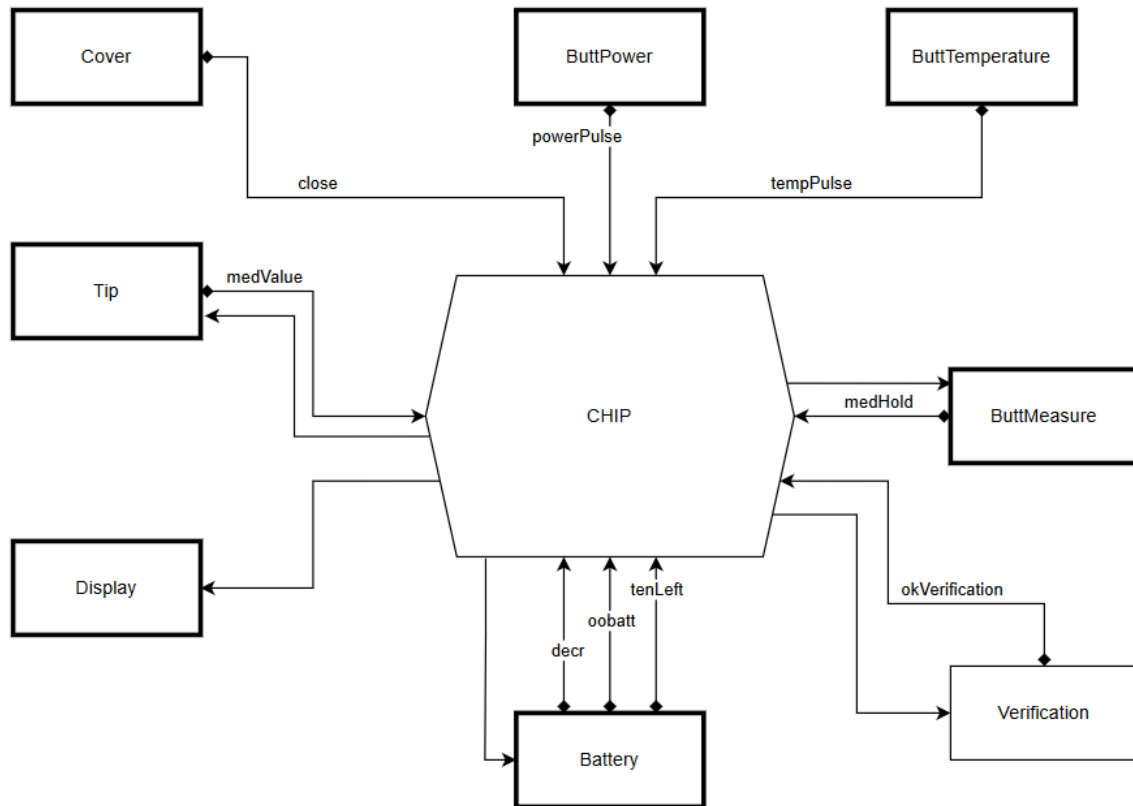 Cover
ButtPower
ButtTemperature
powerPulse
close
tempPulse
Tip
medValue
CHIP
medHold
ButtMeasure
Display
tenLeft
okVerification
oobatt
decr
Verification
Battery